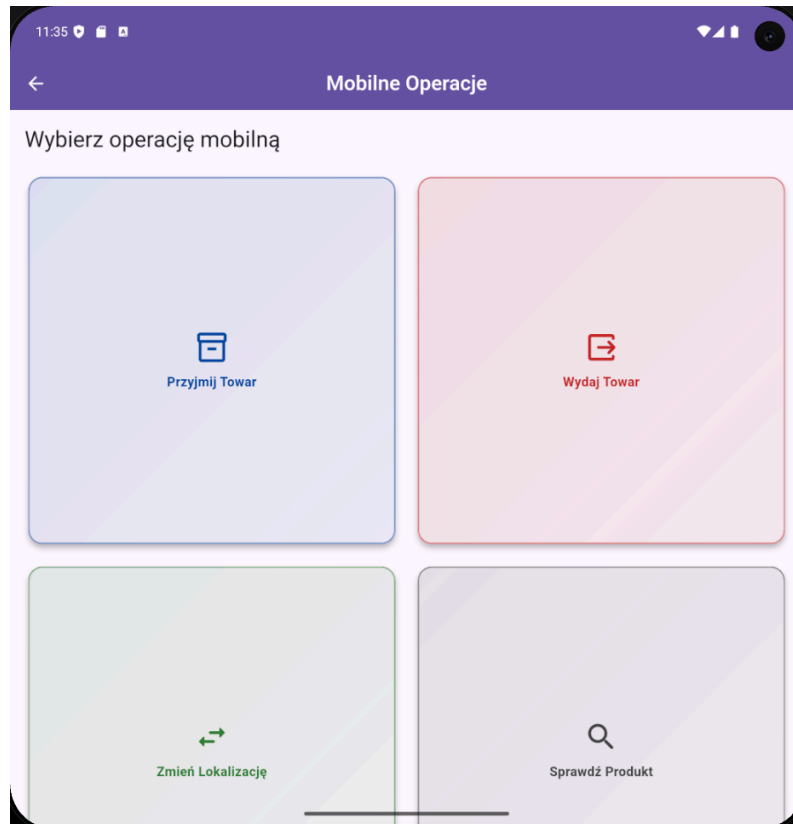 11:35
Mobilne Operacje
Wybierz operację mobilną
Przyjmij Towar
Wydaj Towar
Zmień Lokalizację
Sprawdź Produkt